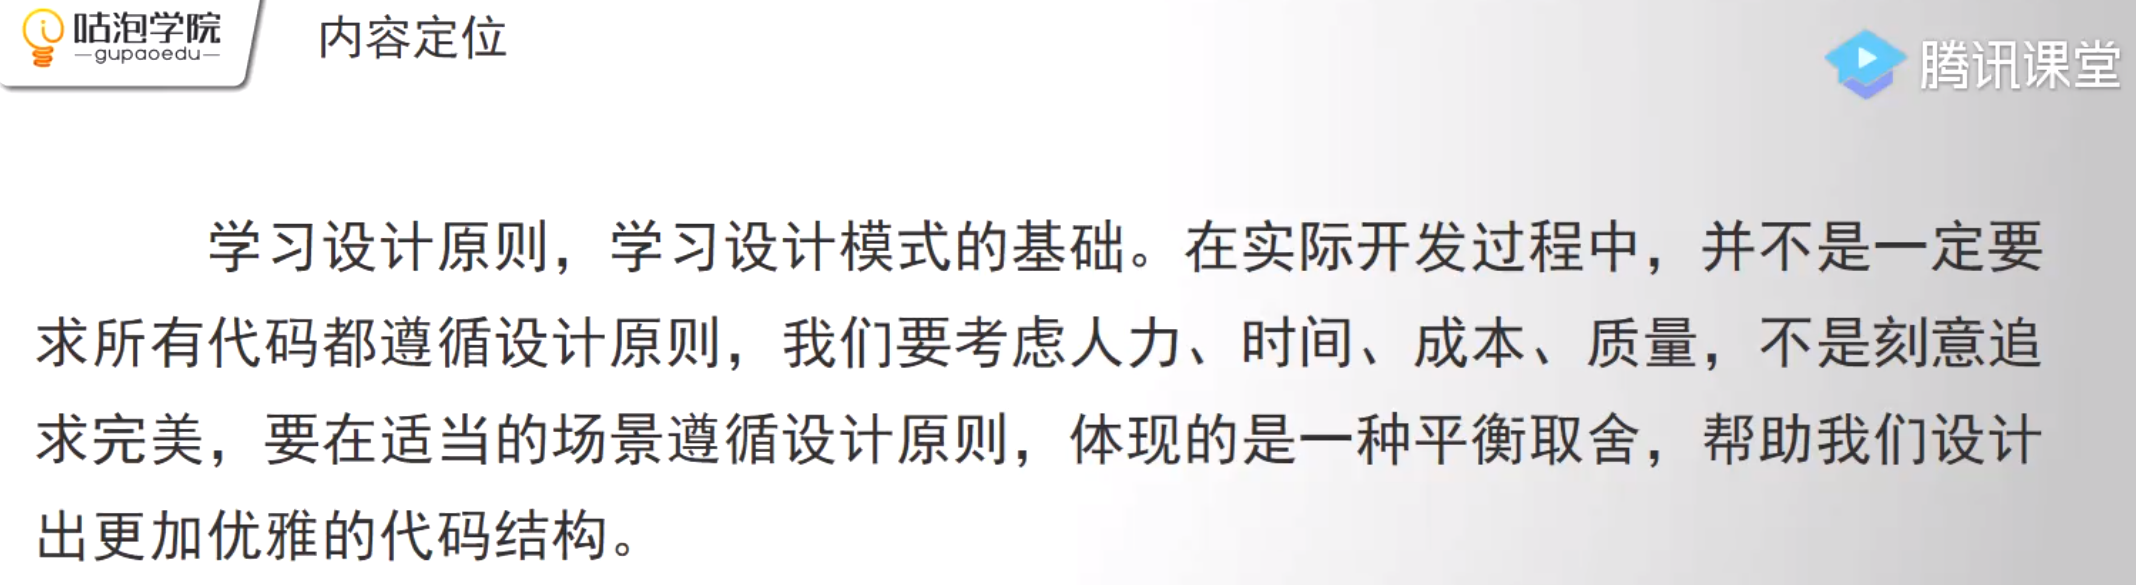 咕泡学院
gupaoedu
内容定位
腾讯课堂
学习设计原则，学习设计模式的基础。在实际开发过程中，并不是一定要
求所有代码都遵循设计原则，我们要考虑人力、时间、成本、质量，不是刻意追
求完美，要在适当的场景遵循设计原则，体现的是一种平衡取舍，帮助我们设计
出更加优雅的代码结构。